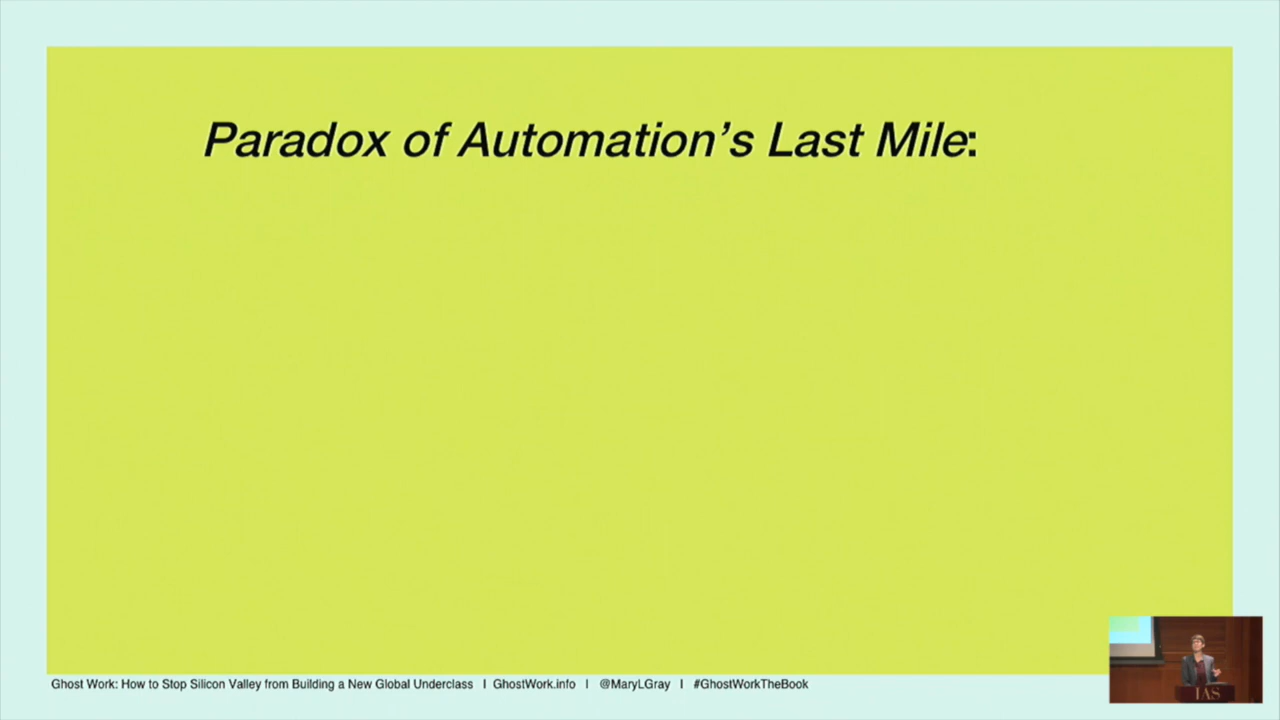 Paradox of Automation’s Last Mile:
Ghost Work: How to Stop Silicon Valley from Building a New Global Underclass I GhostWork.info I @MaryLGray I #GhostWorkTheBook
IAS